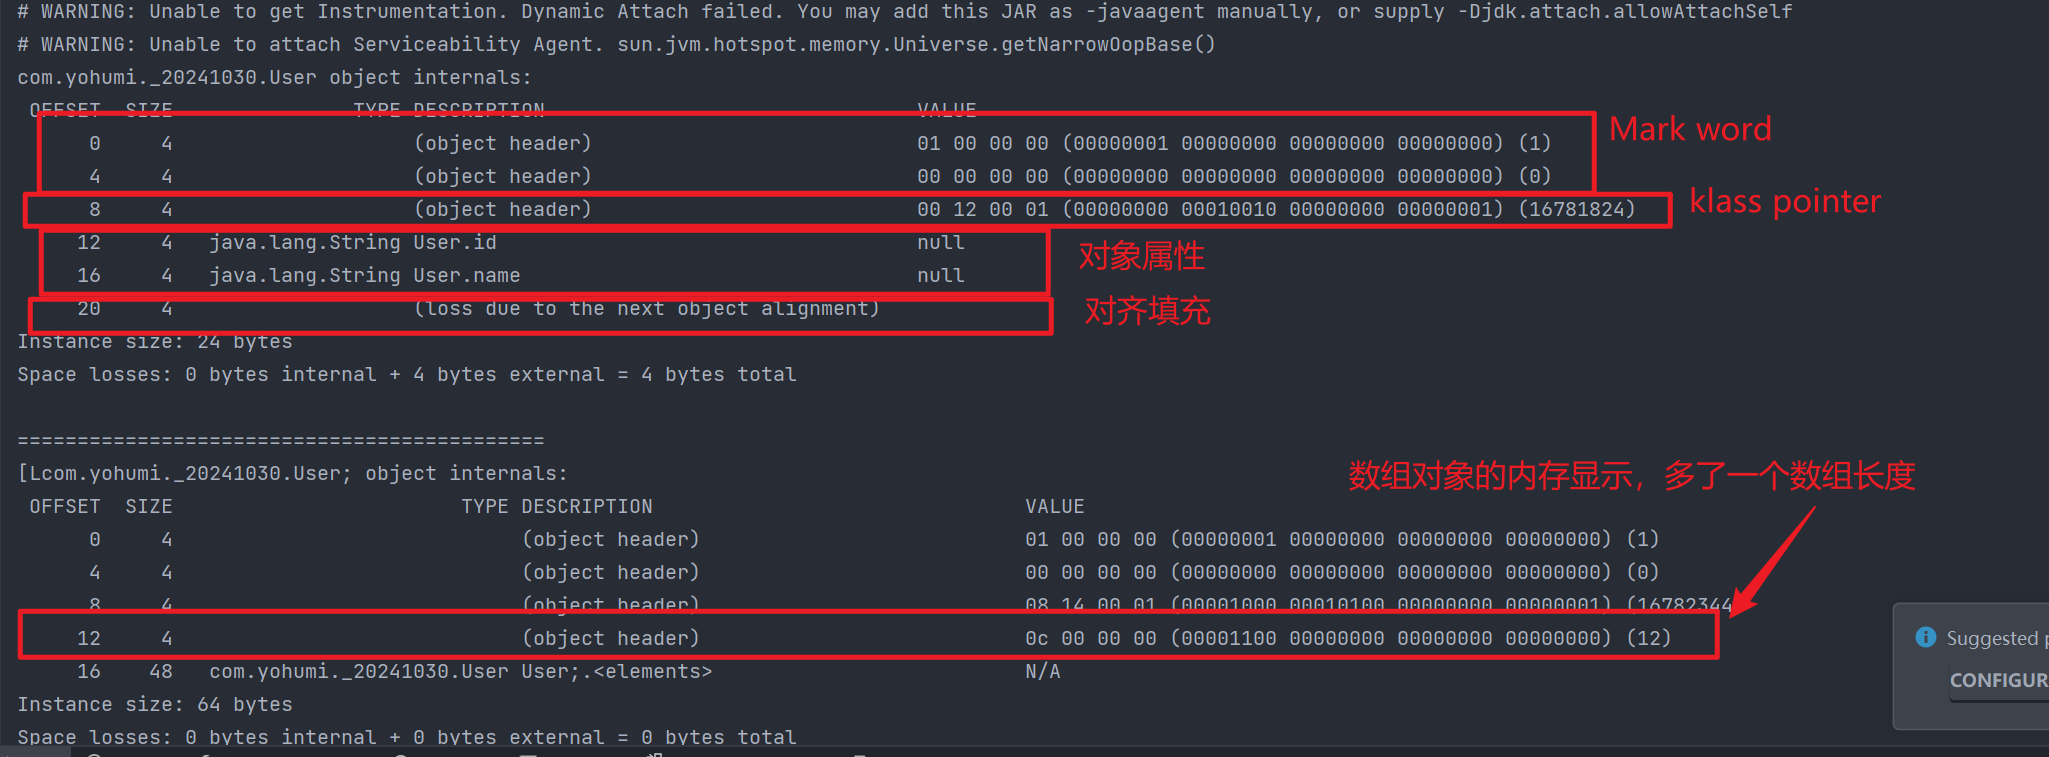 # WARNING: Unable to get Instrumentation. Dynamic Attach failed. You may add this JAR as -javaagent manually, or supply -Djdk.attach.allowAttachSelf
# WARNING: Unable to attach Serviceability Agent. sun.jvm.hotspot.memory.Universe.getNarrowOopBase()
com.yohumi._20241030.User object internals:
OFFSET SIZE TYPE DESCRIPTION VALUE
0 4 (object header) 01 00 00 00 (00000001 00000000 00000000 00000000) (1)
Mark word
4 4 (object header) 00 00 00 00 (00000000 00000000 00000000 00000000) (0)
8 4 (object header) 00 12 00 01 (00000000 00010010 00000000 00000001) (16781824)
klass pointer
12 4 java.lang.String User.id null
对象属性
16 4 java.lang.String User.name null
20 4 (loss due to the next object alignment)
对齐填充
Instance size: 24 bytes
Space losses: 0 bytes internal + 4 bytes external = 4 bytes total
============================================
[Lcom.yohumi._20241030.User; object internals:
数组对象的内存显示，多了一个数组长度
OFFSET SIZE TYPE DESCRIPTION VALUE
0 4 (object header) 01 00 00 00 (00000001 00000000 00000000 00000000) (1)
4 4 (object header) 00 00 00 00 (00000000 00000000 00000000 00000000) (0)
8 4 (object header) 08 14 00 01 (00001000 00010100 00000000 00000001) (16782344
12 4 (object header) 0c 00 00 00 (00001100 00000000 00000000 00000000) (12)
16 48 com.yohumi._20241030.User User;.<elements> N/A
Instance size: 64 bytes
Space losses: 0 bytes internal + 0 bytes external = 0 bytes total
Suggested p
CONFIGUR